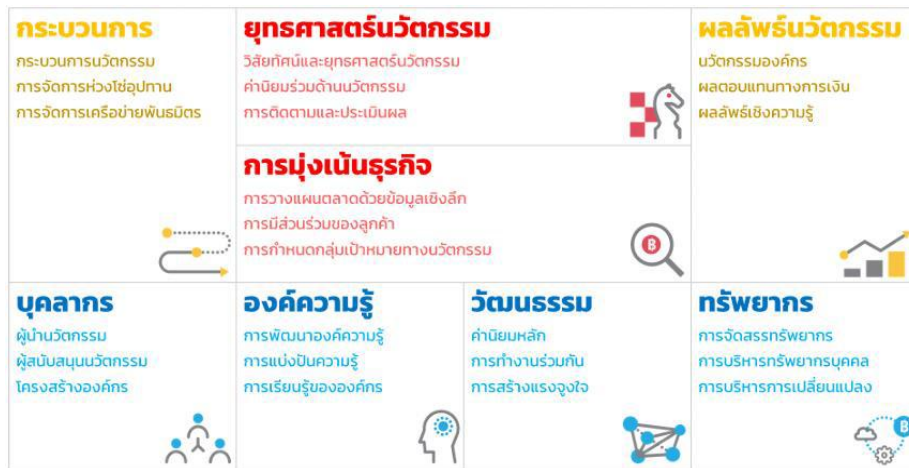 กระบวนการ
กระบวนการนวัตกรรม
การจัดการห่วงโซ่อุปทาน
การจัดการเครือข่ายพันธมิตร
ยุทธศาสตร์นวัตกรรม
วิสัยทัศน์และยุทธศาสตร์นวัตกรรม
ค่านิยมร่วมด้านนวัตกรรม
การติดตามและประเมินผล
การมุ่งเน้นธุรกิจ
การวางแผนตลาดด้วยข้อมูลเชิงลึก
การมีส่วนร่วมของลูกค้า
การกำหนดกลุ่มเป้าหมายทางนวัตกรรม
฿
ผลลัพธ์นวัตกรรม
นวัตกรรมองค์กร
ผลตอบแทนทางการเงิน
ผลลัพธ์เชิงความรู้
บุคลากร
ผู้นำนวัตกรรม
ผู้สนับสนุนนวัตกรรม
โครงสร้างองค์กร
องค์ความรู้
การพัฒนาองค์ความรู้
การแบ่งปันความรู้
การเรียนรู้ขององค์กร
วัฒนธรรม
ค่านิยมหลัก
การทำงานร่วมกัน
การสร้างแรงจูงใจ
ทรัพยากร
การจัดสรรทรัพยากร
การบริหารทรัพยากรบุคคล
การบริหารการเปลี่ยนแปลง
฿